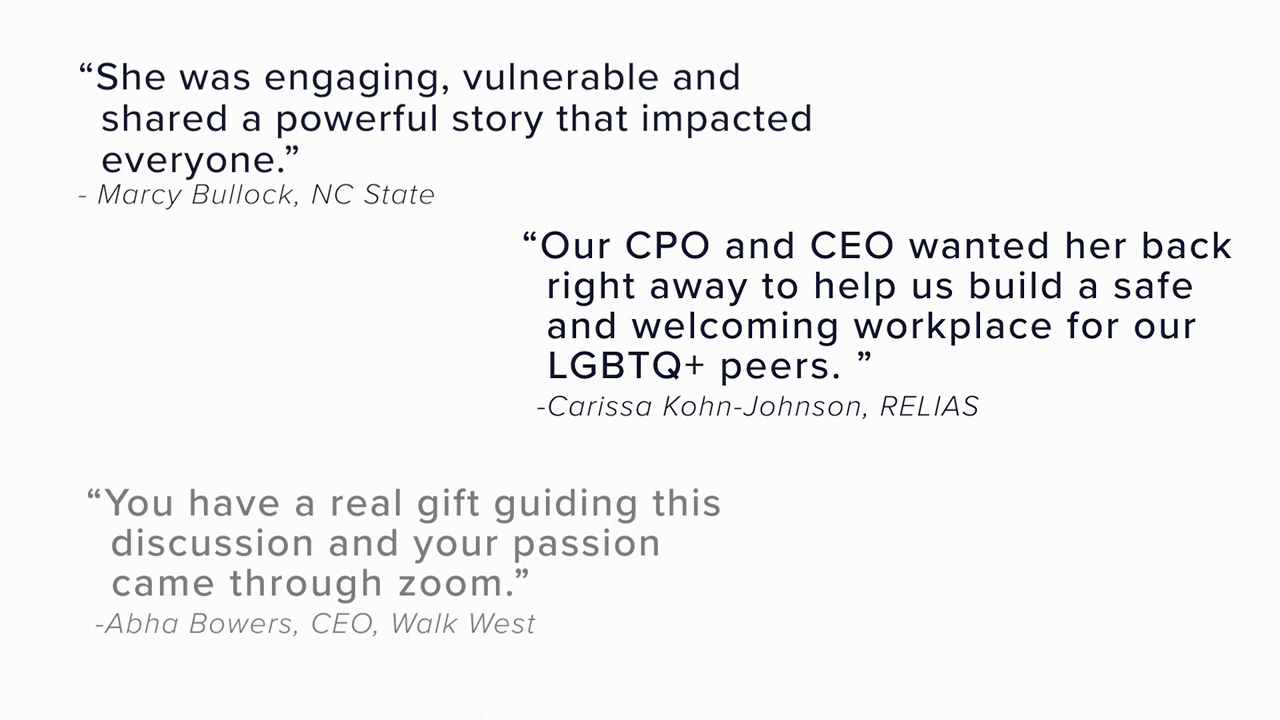 “She was engaging, vulnerable and
shared a powerful story that impacted
everyone.”
- Marcy Bullock, NC State
“Our CPO and CEO wanted her back
right away to help us build a safe
and welcoming workplace for our
LGBTQ+ peers. ”
-Carissa Kohn-Johnson, RELIAS
“You have a real gift guiding this
discussion and your passion
came through zoom.”
-Abha Bowers, CEO, Walk West